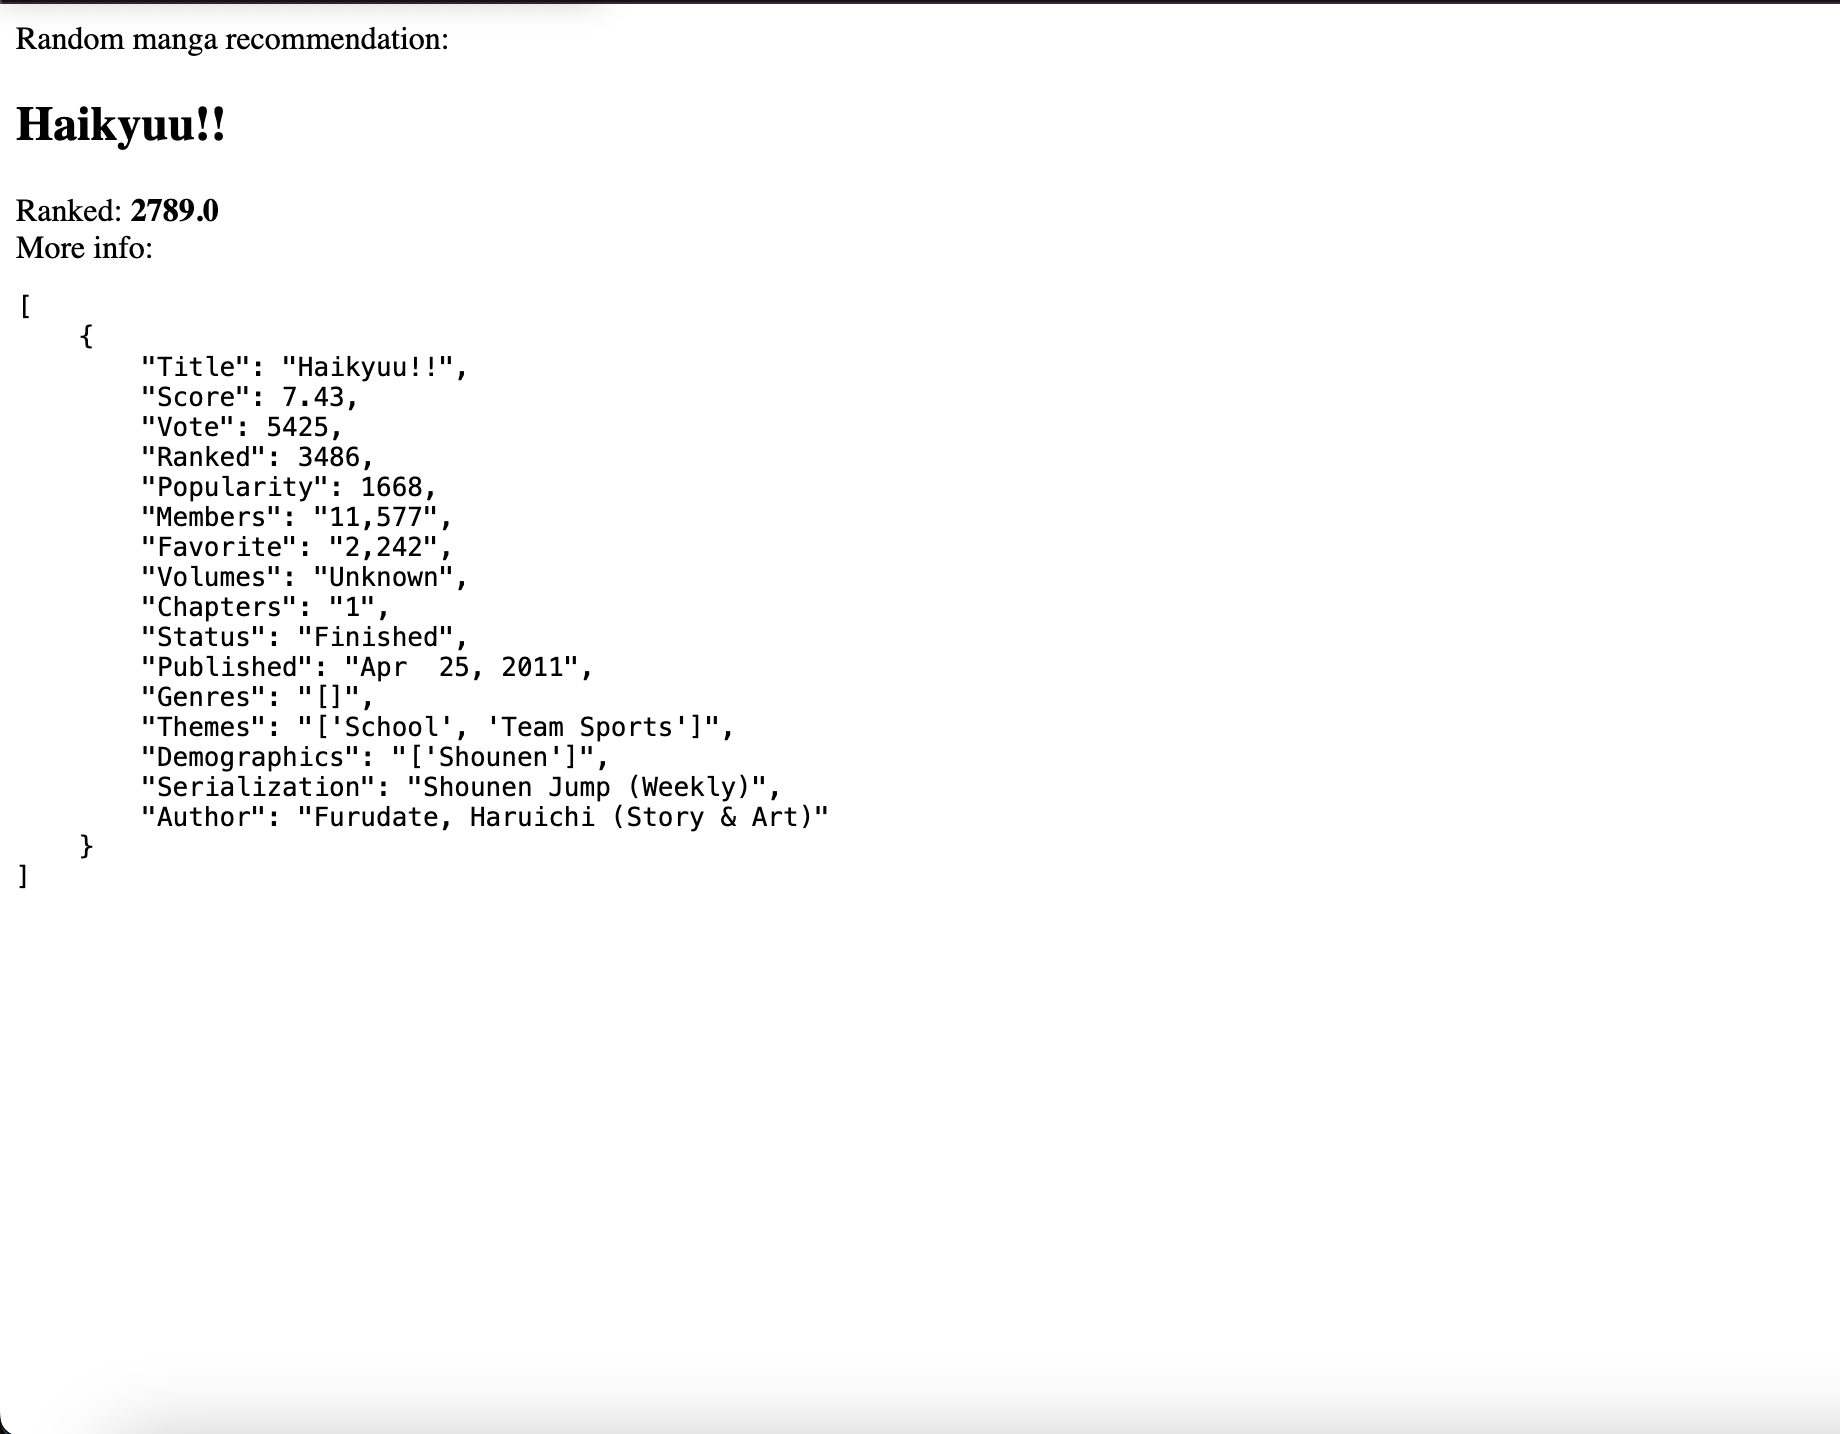 Random manga recommendation:
Haikyuu!!
Ranked: 2789.0
More info:
[
    {
        "Title": "Haikyuu!!",
        "Score": 7.43,
        "Vote": 5425,
        "Ranked": 3486,
        "Popularity": 1668,
        "Members": "11,577",
        "Favorite": "2,242",
        "Volumes": "Unknown",
        "Chapters": "1",
        "Status": "Finished",
        "Published": "Apr  25, 2011",
        "Genres": "[]",
        "Themes": "['School', 'Team Sports']",
        "Demographics": "['Shounen']",
        "Serialization": "Shounen Jump (Weekly)",
        "Author": "Furudate, Haruichi (Story & Art)"
    }
]